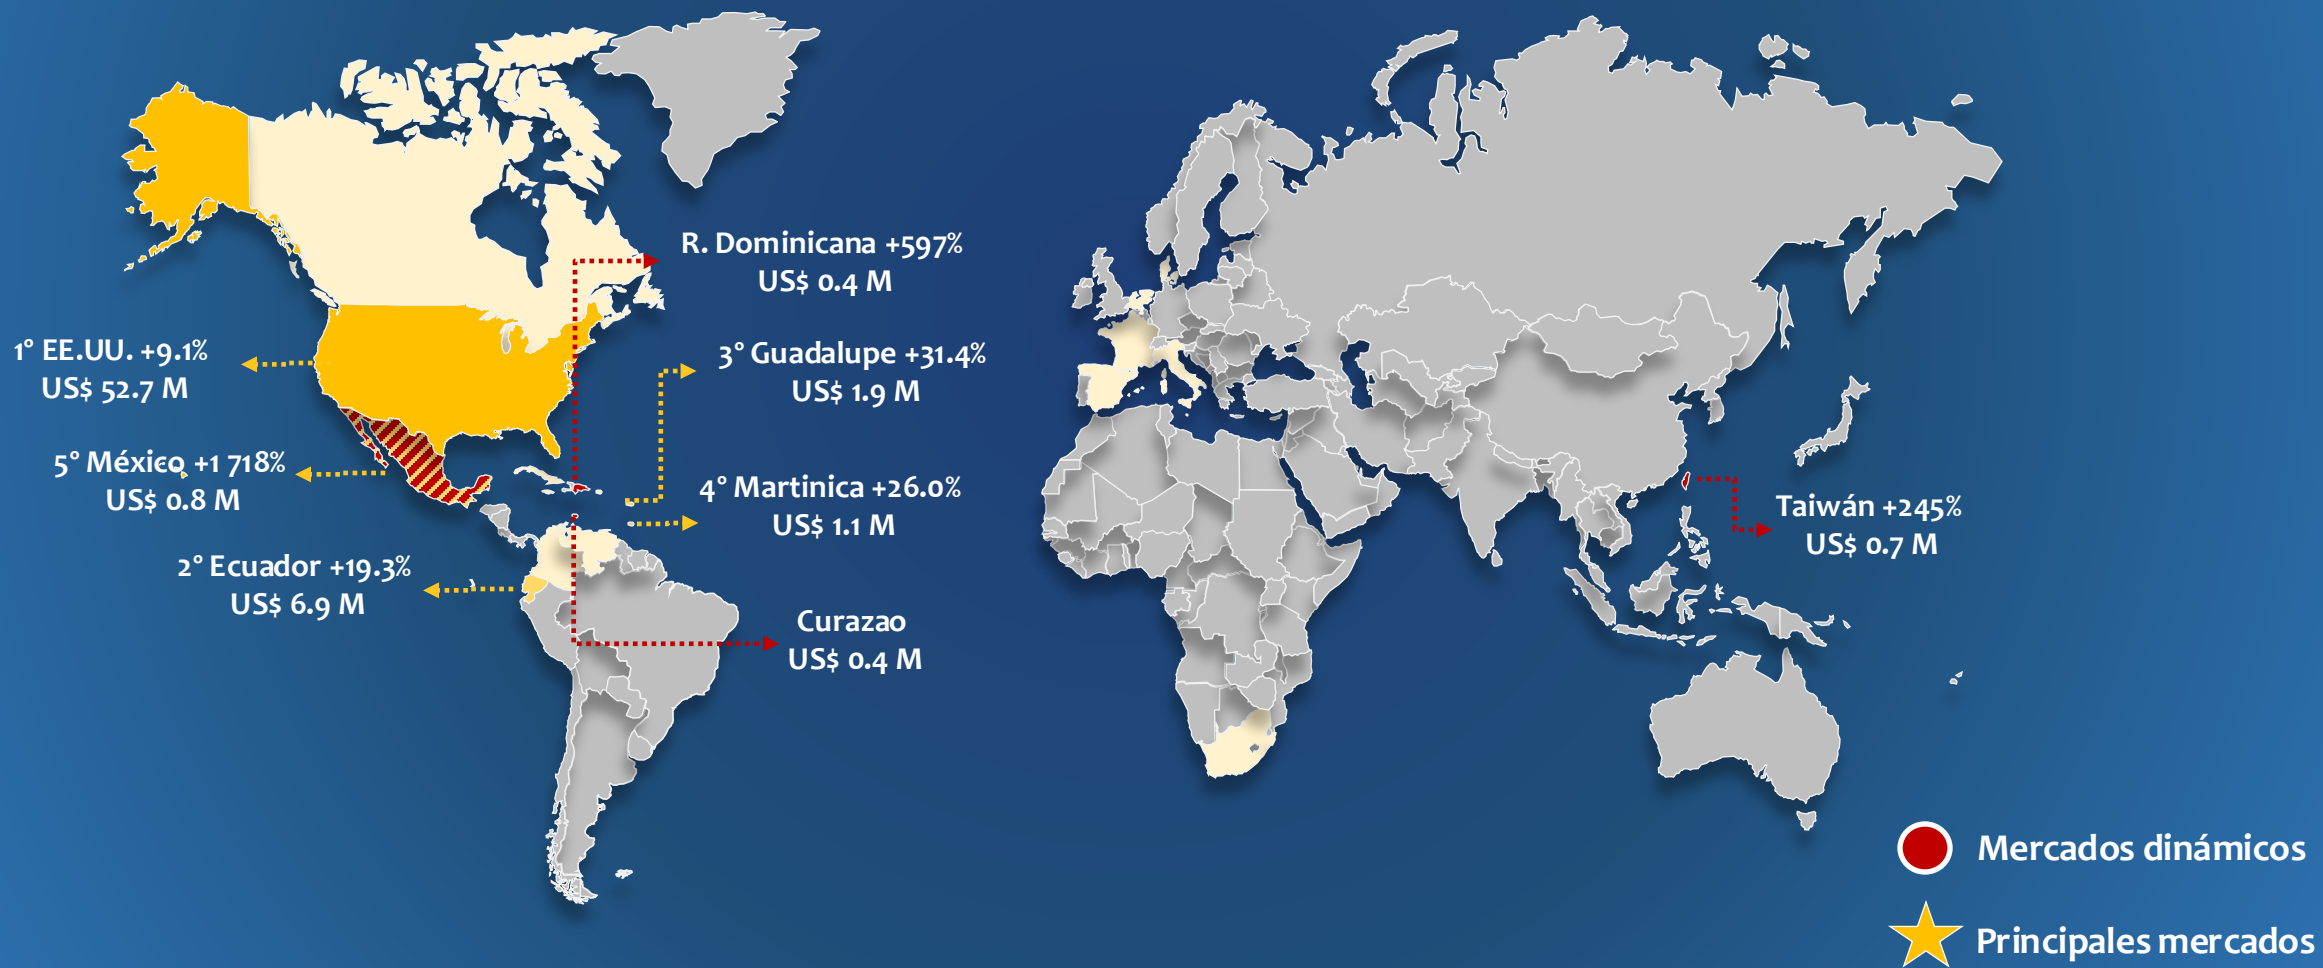 R. Dominicana +597%
US$ 0.4 M
1° EE.UU. +9.1%
US$ 52.7 M
3° Guadalupe +31.4%
US$ 1.9 M
5° México +1 718%
US$ 0.8 M
4° Martinica +26.0%
US$ 1.1 M
Taiwán +245%
US$ 0.7 M
2° Ecuador +19.3%
US$ 6.9 M
Curazao
US$ 0.4 M
Mercados dinámicos
Principales mercados